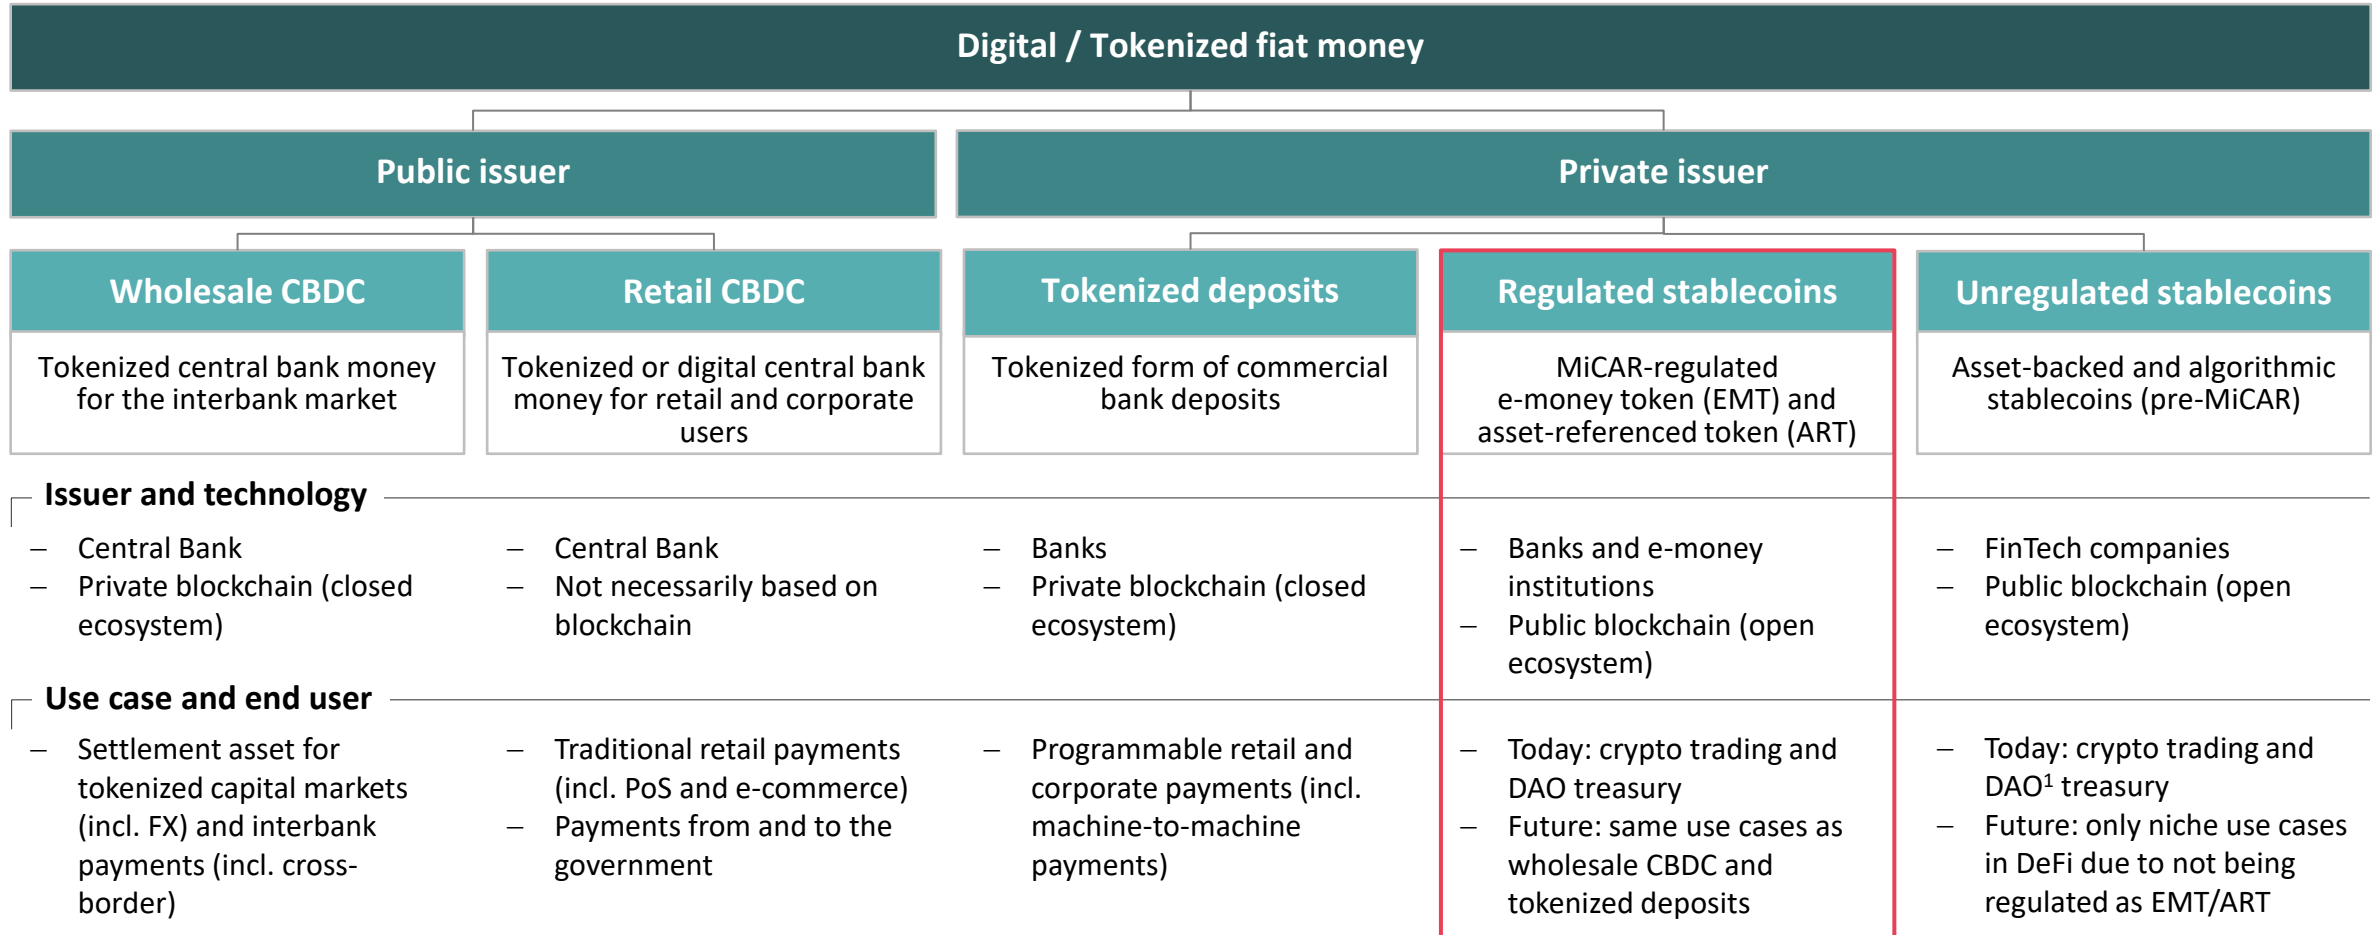 Digital / Tokenized fiat money
Public issuer
Private issuer
Wholesale CBDC
Tokenized central bank money
for the interbank market
Retail CBDC
Tokenized or digital central bank
money for retail and corporate
users
Tokenized deposits
Tokenized form of commercial
bank deposits
Regulated stablecoins
MiCAR-regulated
e-money token (EMT) and
asset-referenced token (ART)
Unregulated stablecoins
Asset-backed and algorithmic
stablecoins (pre-MiCAR)
Issuer and technology
– Central Bank
– Private blockchain (closed
ecosystem)
– Central Bank
– Not necessarily based on
blockchain
– Banks
– Private blockchain (closed
ecosystem)
– Banks and e-money
institutions
– Public blockchain (open
ecosystem)
– FinTech companies
– Public blockchain (open
ecosystem)
Use case and end user
– Settlement asset for
tokenized capital markets
(incl. FX) and interbank
payments (incl. cross-
border)
– Traditional retail payments
(incl. PoS and e-commerce)
– Payments from and to the
government
– Programmable retail and
corporate payments (incl.
machine-to-machine
payments)
– Today: crypto trading and
DAO treasury
– Future: same use cases as
wholesale CBDC and
tokenized deposits
– Today: crypto trading and
DAO¹ treasury
– Future: only niche use cases
in DeFi due to not being
regulated as EMT/ART